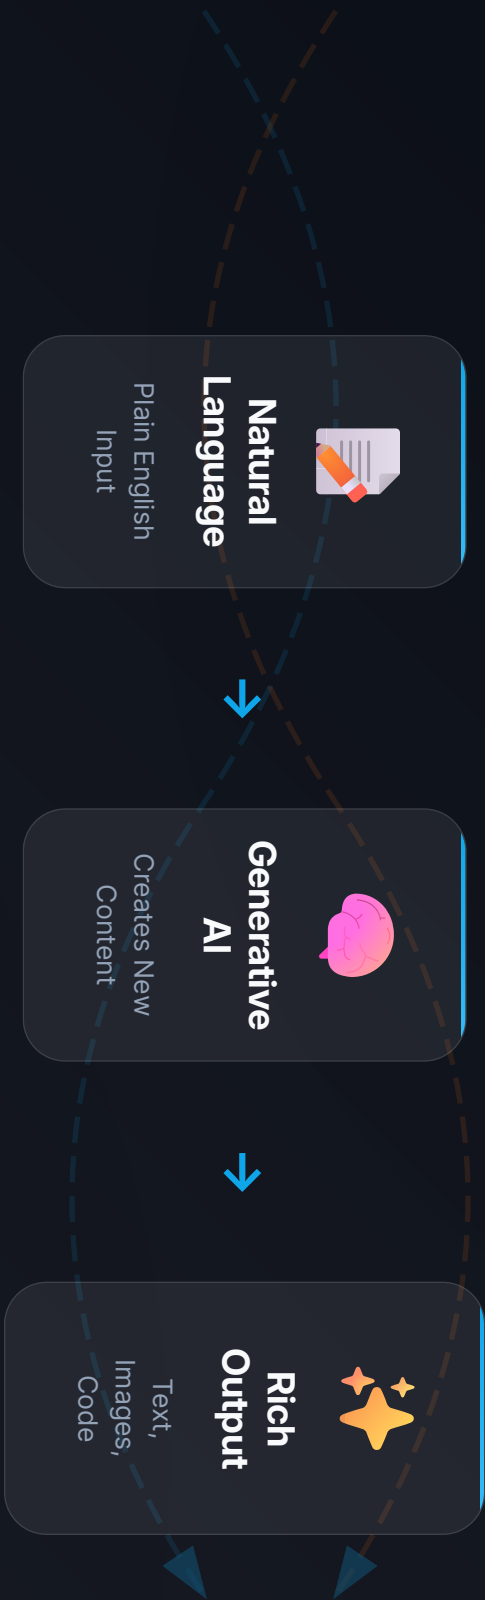 Natural
Language
Plain English
Input
Generative
AI
Creates New
Content
Rich
Output
Text,
Images,
Code